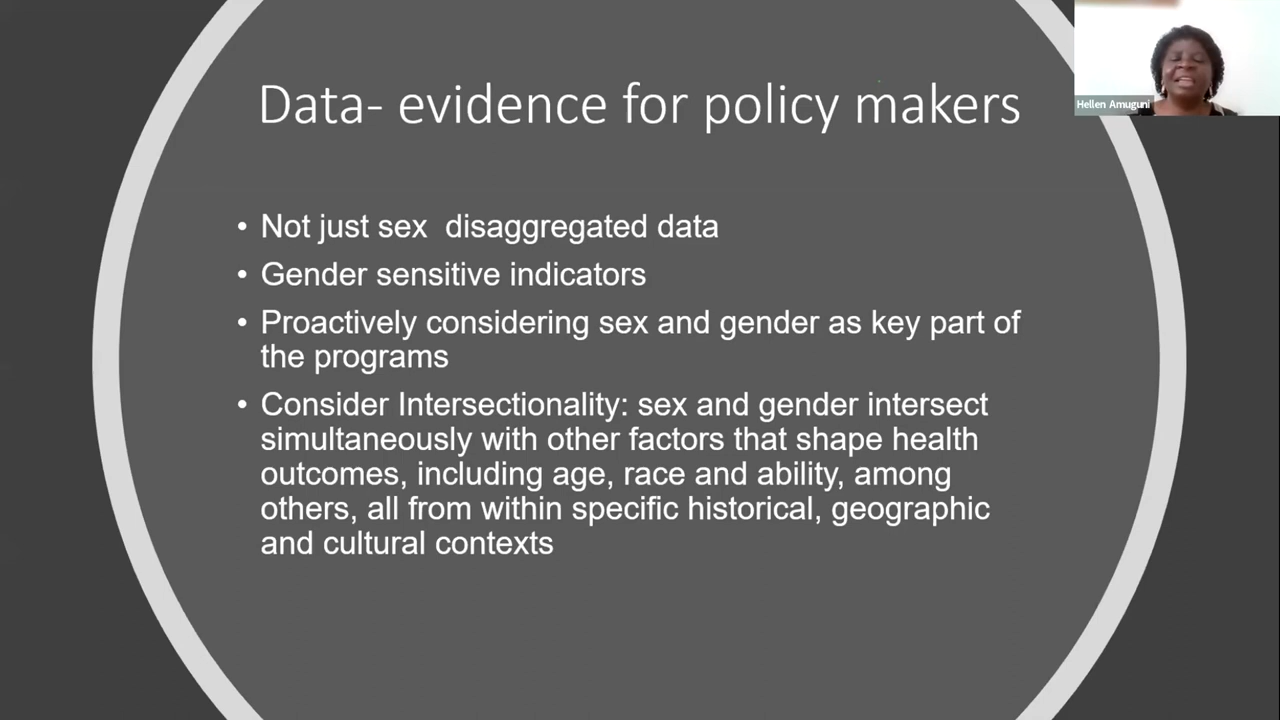 Data- evidence for policy makers
Hellen Amuguni
• Not just sex  disaggregated data
• Gender sensitive indicators
• Proactively considering sex and gender as key part of
the programs
• Consider Intersectionality: sex and gender intersect
simultaneously with other factors that shape health
outcomes, including age, race and ability, among
others, all from within specific historical, geographic
and cultural contexts